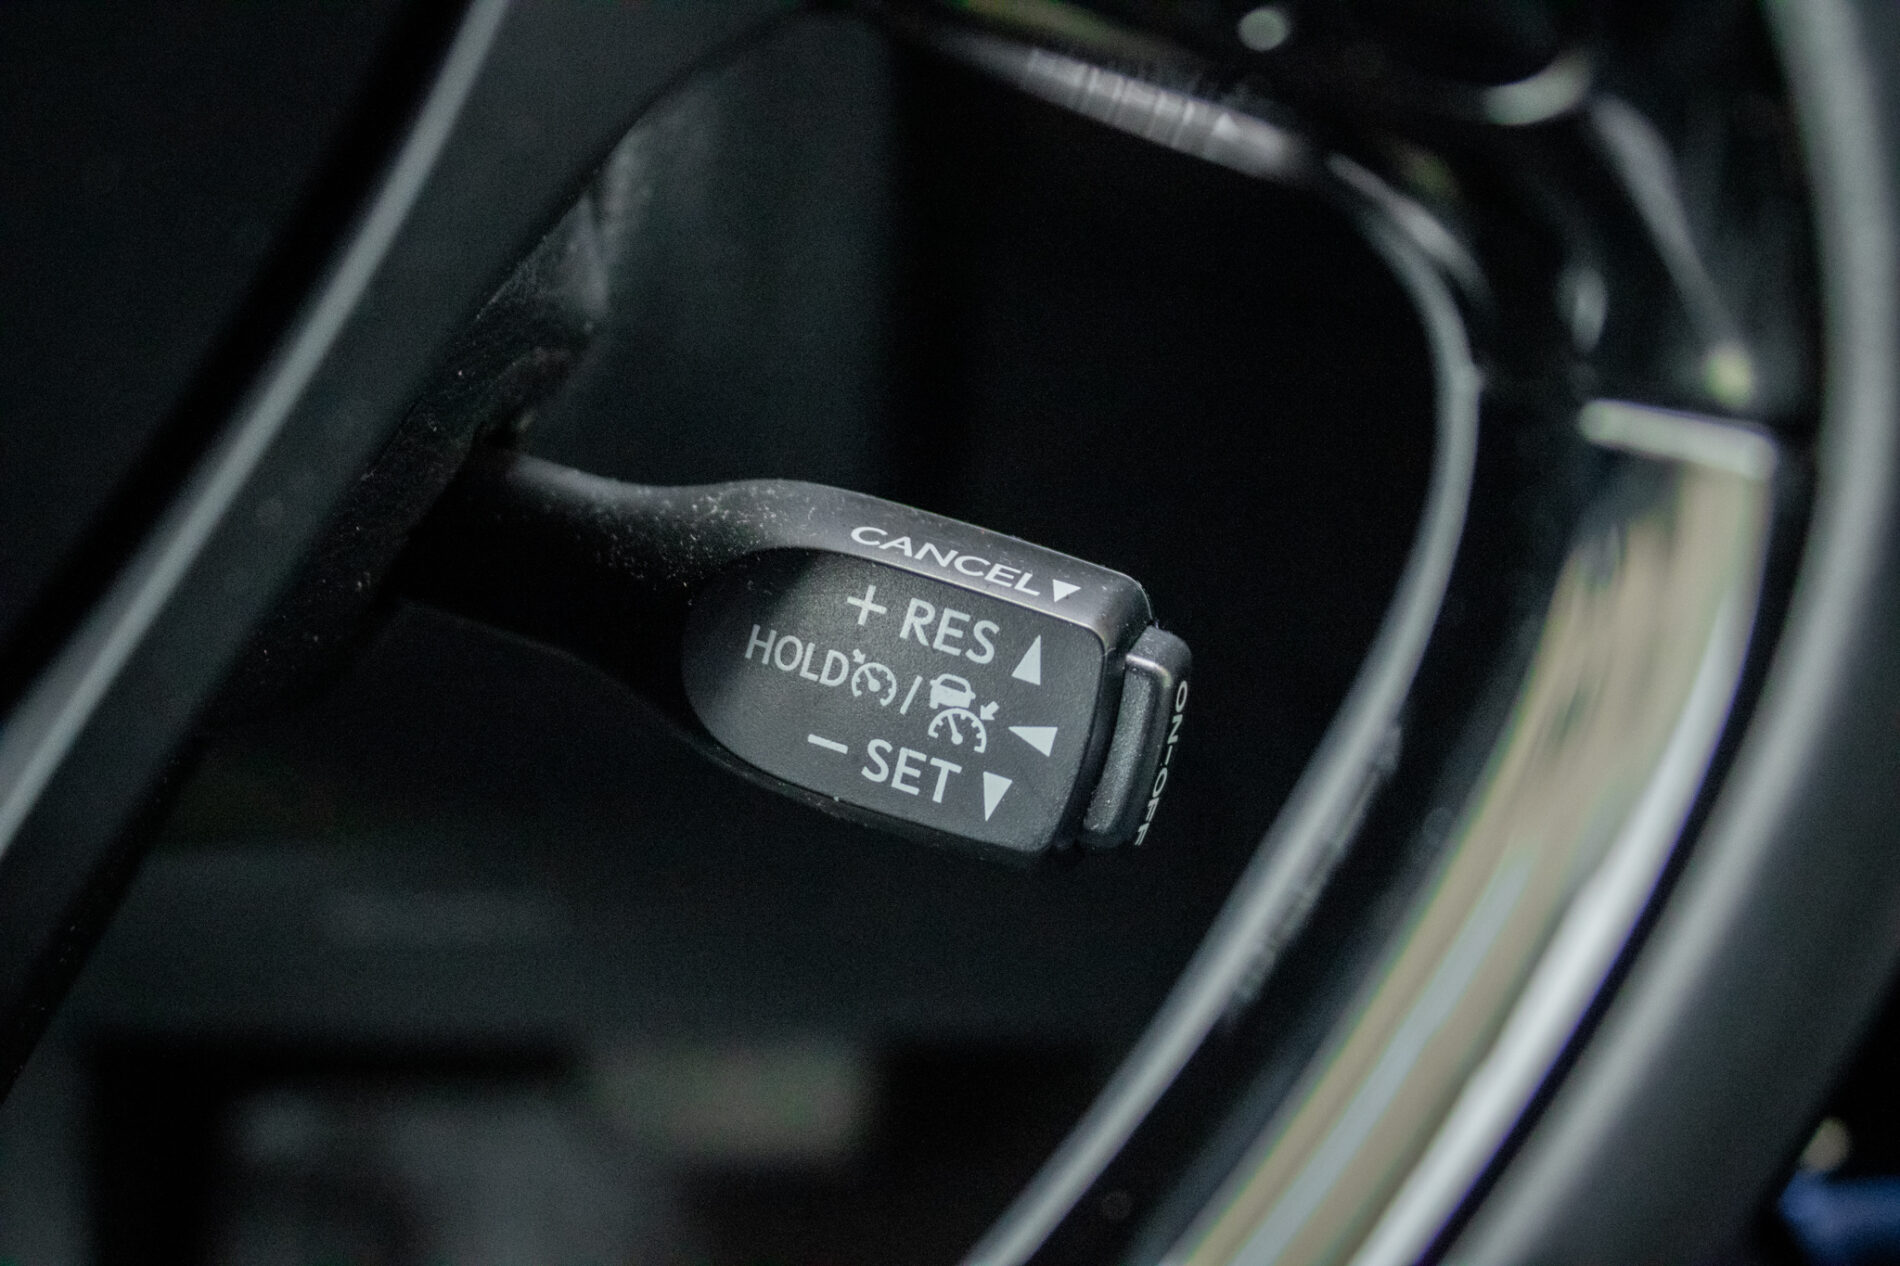 CANCEL▼
+ RES ▲
HOLD /  ◀
− SET ▼
ON–OFF